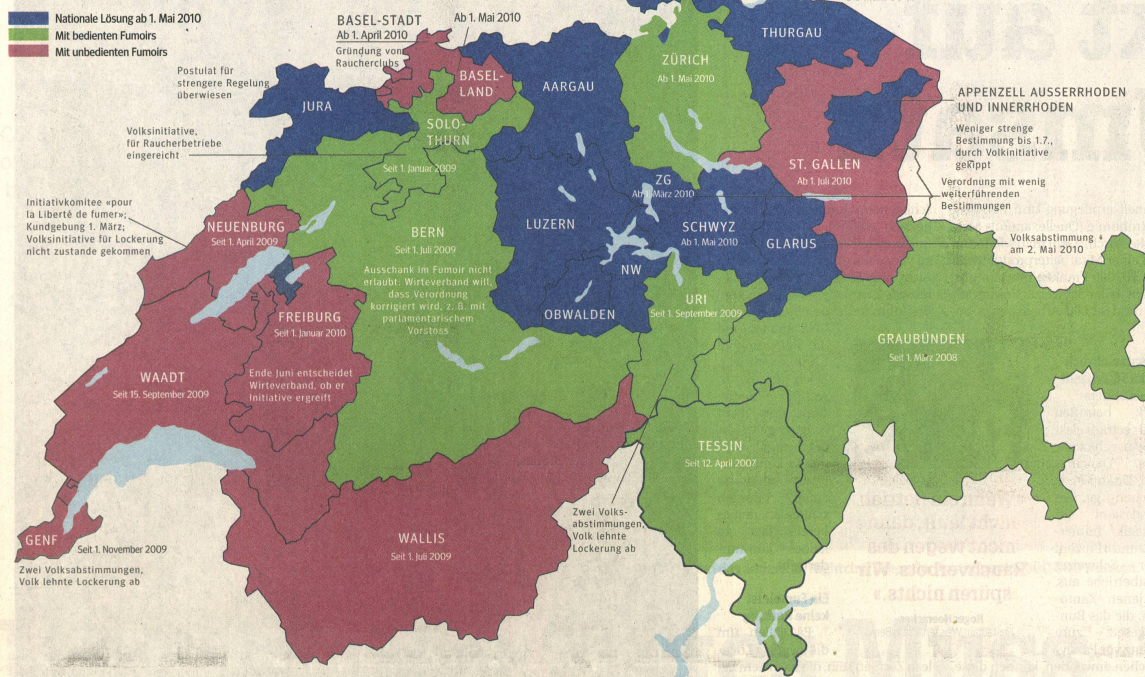 Nationale Lösung ab 1. Mai 2010
Mit bedienten Fumoirs
Mit unbedienten Fumoirs
BASEL-STADT
Ab 1. April 2010
Gründung von
Raucherclubs
Ab 1. Mai 2010
BASEL-
LAND
Postulat für
strengere Regelung
überwiesen
JURA
Volksinitiative,
für Raucherbetriebe
eingereicht
SOLO-
THURN
Seit 1. Januar 2009
AARGAU
ZÜRICH
Ab 1. Mai 2010
THURGAU
APPENZELL AUSSERRHODEN
UND INNERRHODEN
Weniger strenge
Bestimmung bis 1.7.,
durch Volkinitiative
gekippt
Verordnung mit wenig
weiterführenden
Bestimmungen
ST. GALLEN
Ab 1. Juli 2010
ZG
Ab 1. März 2010
Initiativkomitee «pour
la Liberté de fumer»;
Kundgebung 1. März;
Volksinitiative für Lockerung
nicht zustande gekommen
NEUENBURG
Seit 1. April 2009
BERN
Seit 1. Juli 2009
Ausschank im Fumoir nicht
erlaubt: Wirteverband will,
dass Verordnung
korrigiert wird, z. B. mit
parlamentarischem
Vorstoss
LUZERN
SCHWYZ
Ab 1. Mai 2010
GLARUS
Volksabstimmung
am 2. Mai 2010
NW
OBWALDEN
URI
Seit 1. September 2009
FREIBURG
Seit 1. Januar 2010
Ende Juni entscheidet
Wirteverband, ob er
Initiative ergreift
GRAUBÜNDEN
Seit 1. März 2008
WAADT
Seit 15. September 2009
TESSIN
Seit 12. April 2007
Zwei Volks-
abstimmungen,
Volk lehnte
Lockerung ab
WALLIS
Seit 1. Juli 2009
GENF
Seit 1. November 2009
Zwei Volksabstimmungen,
Volk lehnte Lockerung ab
Rauchverbots. Wir
spüren nichts.»